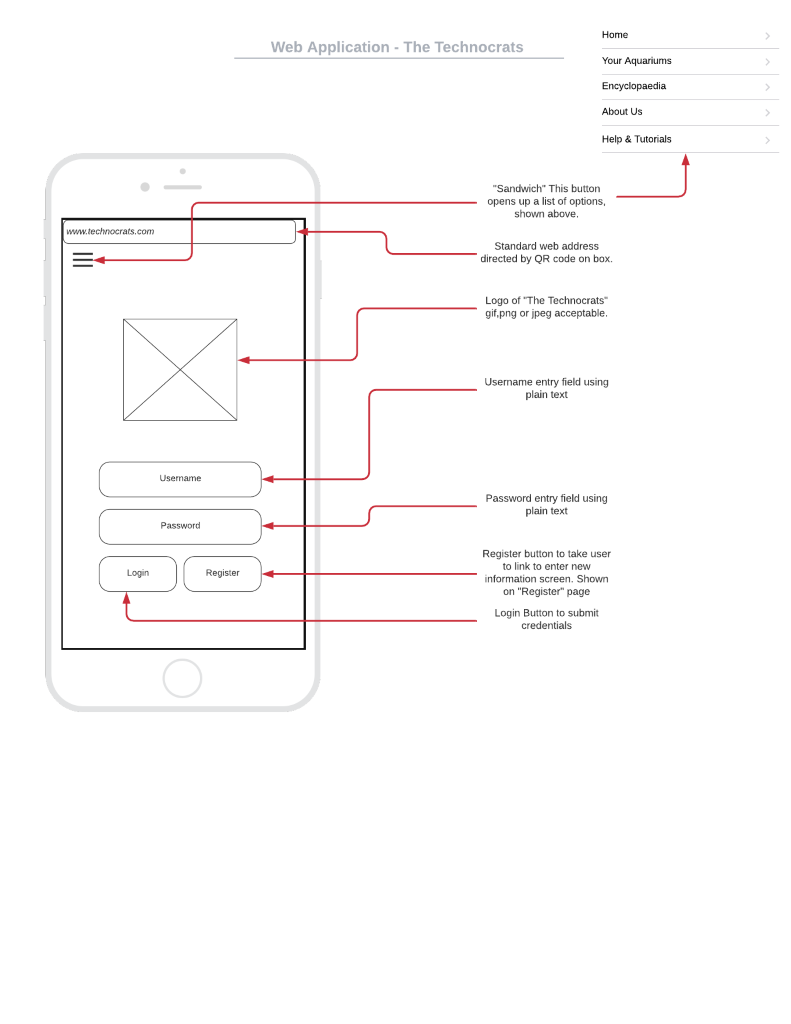 Web Application - The Technocrats
Home
Your Aquariums
Encyclopaedia
About Us
Help & Tutorials
"Sandwich" This button
opens up a list of options,
shown above.
www.technocrats.com
Standard web address
directed by QR code on box.
Logo of "The Technocrats"
gif,png or jpeg acceptable.
Username entry field using
plain text
Username
Password entry field using
plain text
Password
Register button to take user
to link to enter new
information screen. Shown
on "Register" page
Login
Register
Login Button to submit
credentials